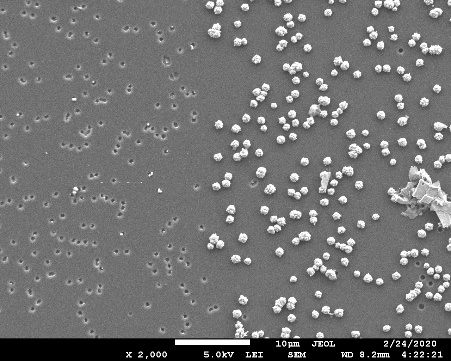 10µm JEOL 2/24/2020
X 2,000 5.0kV LEI SEM WD 8.2mm 4:22:21